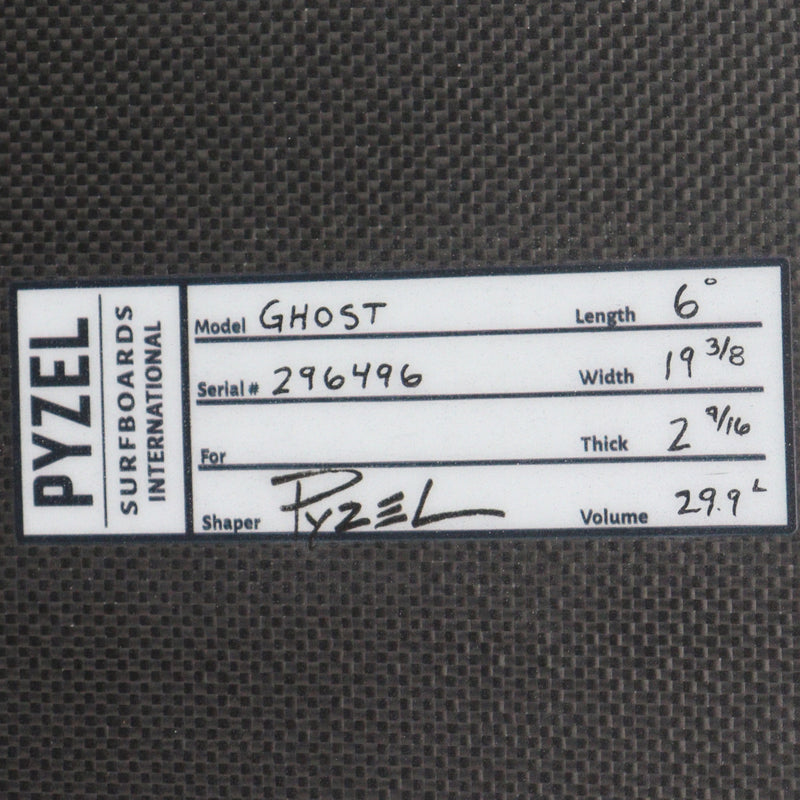 PYZEL
SURFBOARDS
INTERNATIONAL
Model GHOST
Length 6°
Serial # 296496
Width 19 3/8
For
Thick 2 9/16
Shaper PYZEL
Volume 29.9 L